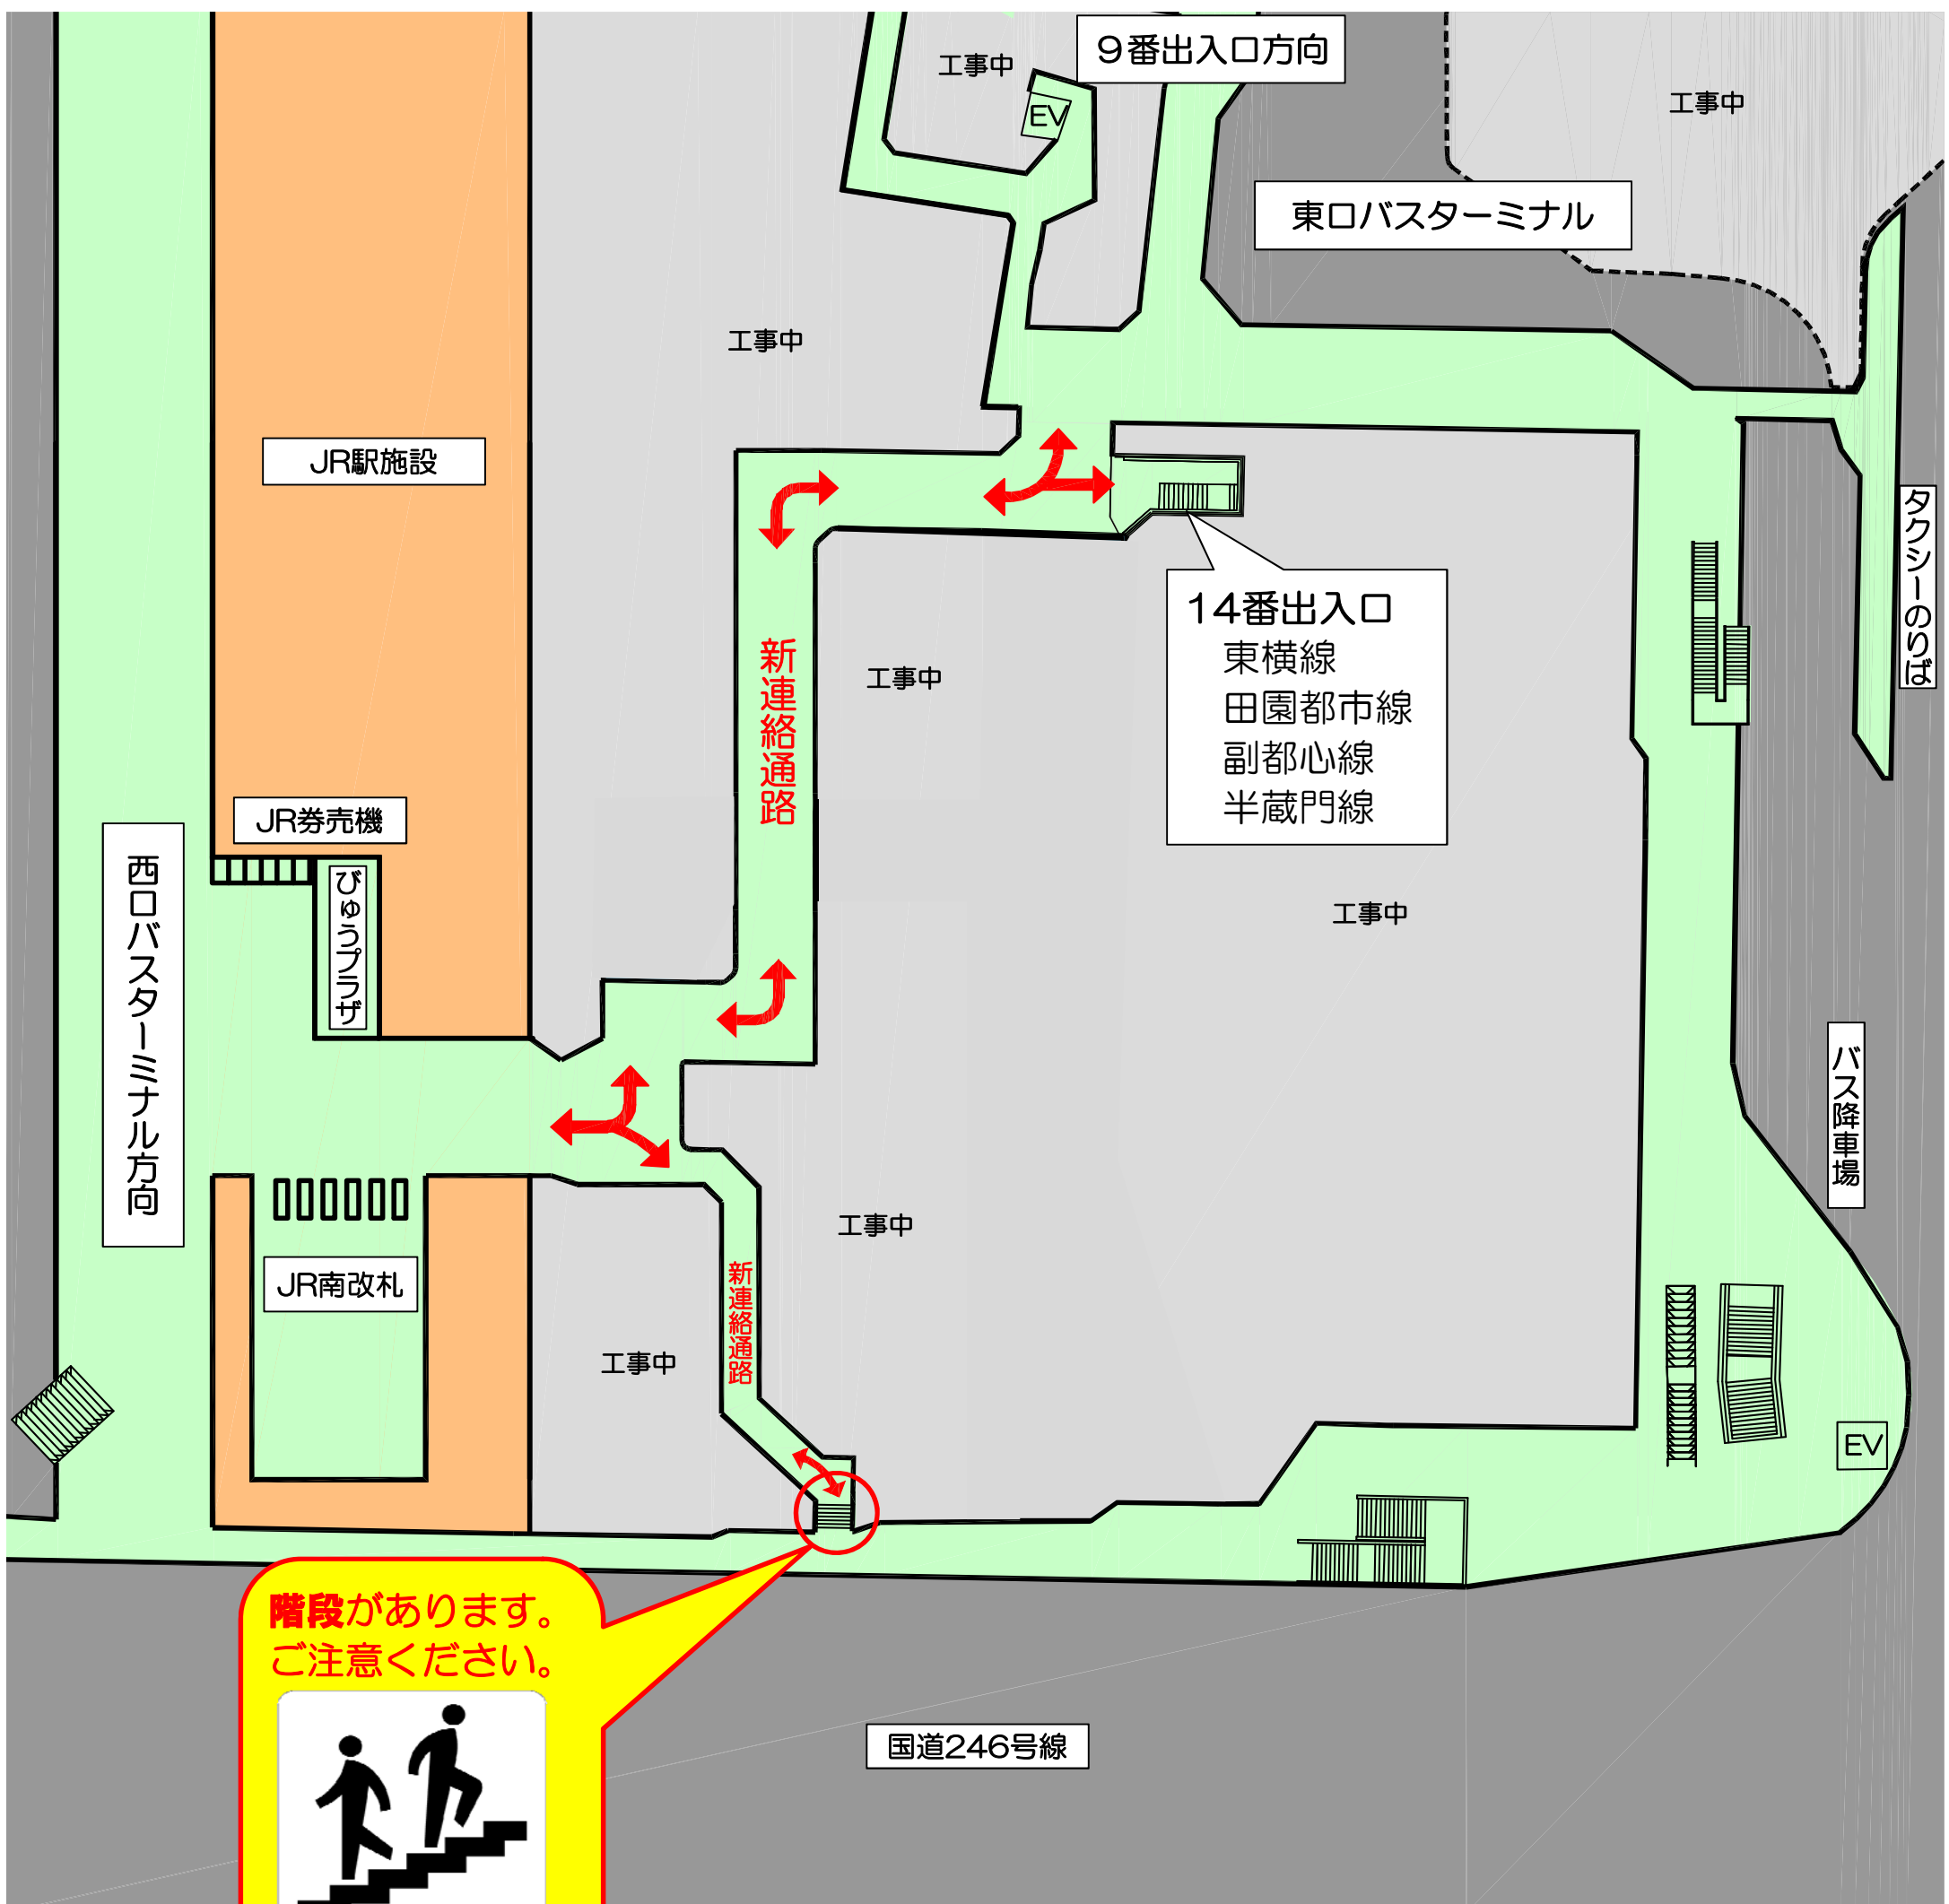 9番出入口方向
工事中
EV
工事中
東口バスターミナル
工事中
JR駅施設
タクシーのりば
14番出入口
東横線
田園都市線
副都心線
半蔵門線
新連絡通路
工事中
JR券売機
びゅうプラザ
西口バスターミナル方向
工事中
バス降車場
工事中
JR南改札
新連絡通路
工事中
EV
階段があります。
ご注意ください。
国道246号線